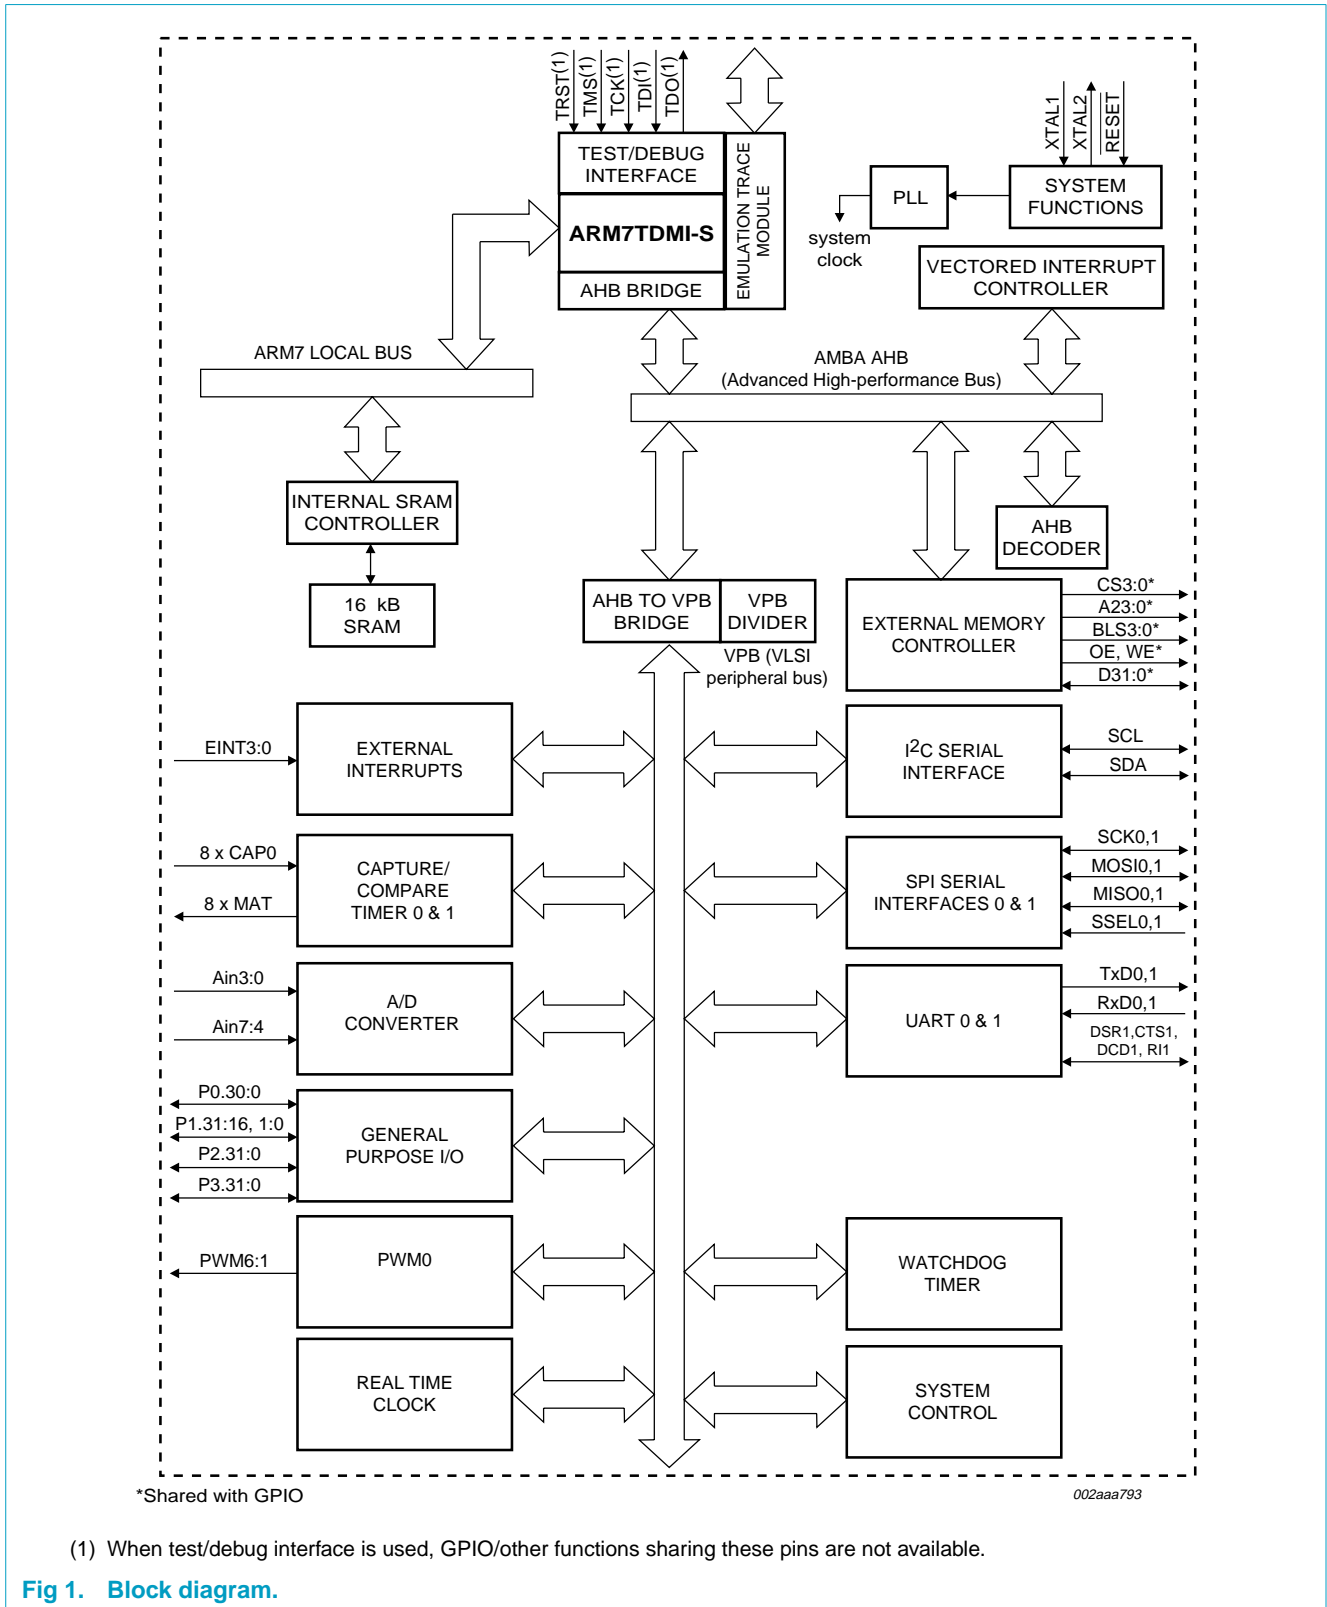 TRST(1)
TMS(1)
TCK(1)
TDI(1)
TDO(1)
XTAL1
XTAL2
RESET
TEST/DEBUG
INTERFACE
EMULATION TRACE
MODULE
PLL
SYSTEM
FUNCTIONS
ARM7TDMI-S
system
clock
AHB BRIDGE
VECTORED INTERRUPT
CONTROLLER
ARM7 LOCAL BUS
AMBA AHB
(Advanced High-performance Bus)
INTERNAL SRAM
CONTROLLER
AHB
DECODER
16 kB
SRAM
AHB TO VPB
BRIDGE
VPB
DIVIDER
VPB (VLSI
peripheral bus)
EXTERNAL MEMORY
CONTROLLER
CS3:0*
A23:0*
BLS3:0*
OE, WE*
D31:0*
EINT3:0
EXTERNAL
INTERRUPTS
I2C SERIAL
INTERFACE
SCL
SDA
8 x CAP0
8 x MAT
CAPTURE/
COMPARE
TIMER 0 & 1
SPI SERIAL
INTERFACES 0 & 1
SCK0,1
MOSI0,1
MISO0,1
SSEL0,1
Ain3:0
Ain7:4
A/D
CONVERTER
UART 0 & 1
TxD0,1
RxD0,1
DSR1,CTS1,
DCD1, RI1
P0.30:0
P1.31:16, 1:0
P2.31:0
P3.31:0
GENERAL
PURPOSE I/O
PWM6:1
PWM0
WATCHDOG
TIMER
REAL TIME
CLOCK
SYSTEM
CONTROL
*Shared with GPIO
002aaa793
(1) When test/debug interface is used, GPIO/other functions sharing these pins are not available.
Fig 1. Block diagram.